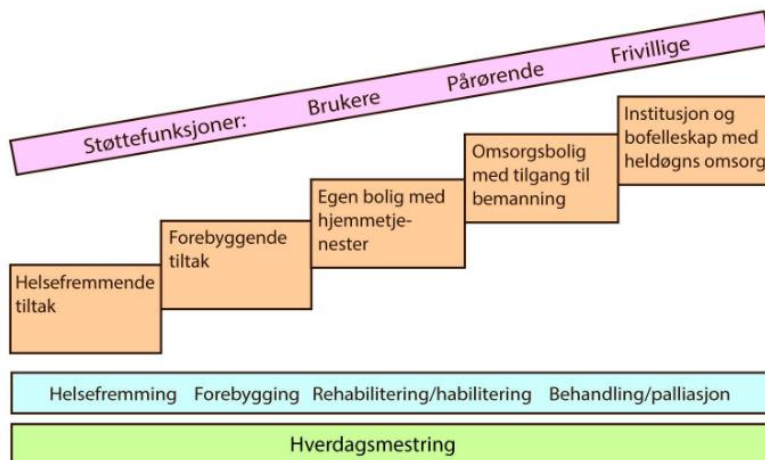 Støttefunksjoner: Brukere Pårørende Frivillige
Helsefremmende
tiltak
Forebyggende
tiltak
Egen bolig med
hjemmetje-
nester
Omsorgsbolig
med tilgang til
bemanning
Institusjon og
bofelleskap med
heldøgns omsorg
Helsefremming Forebygging Rehabilitering/habilitering Behandling/palliasjon
Hverdagsmestring